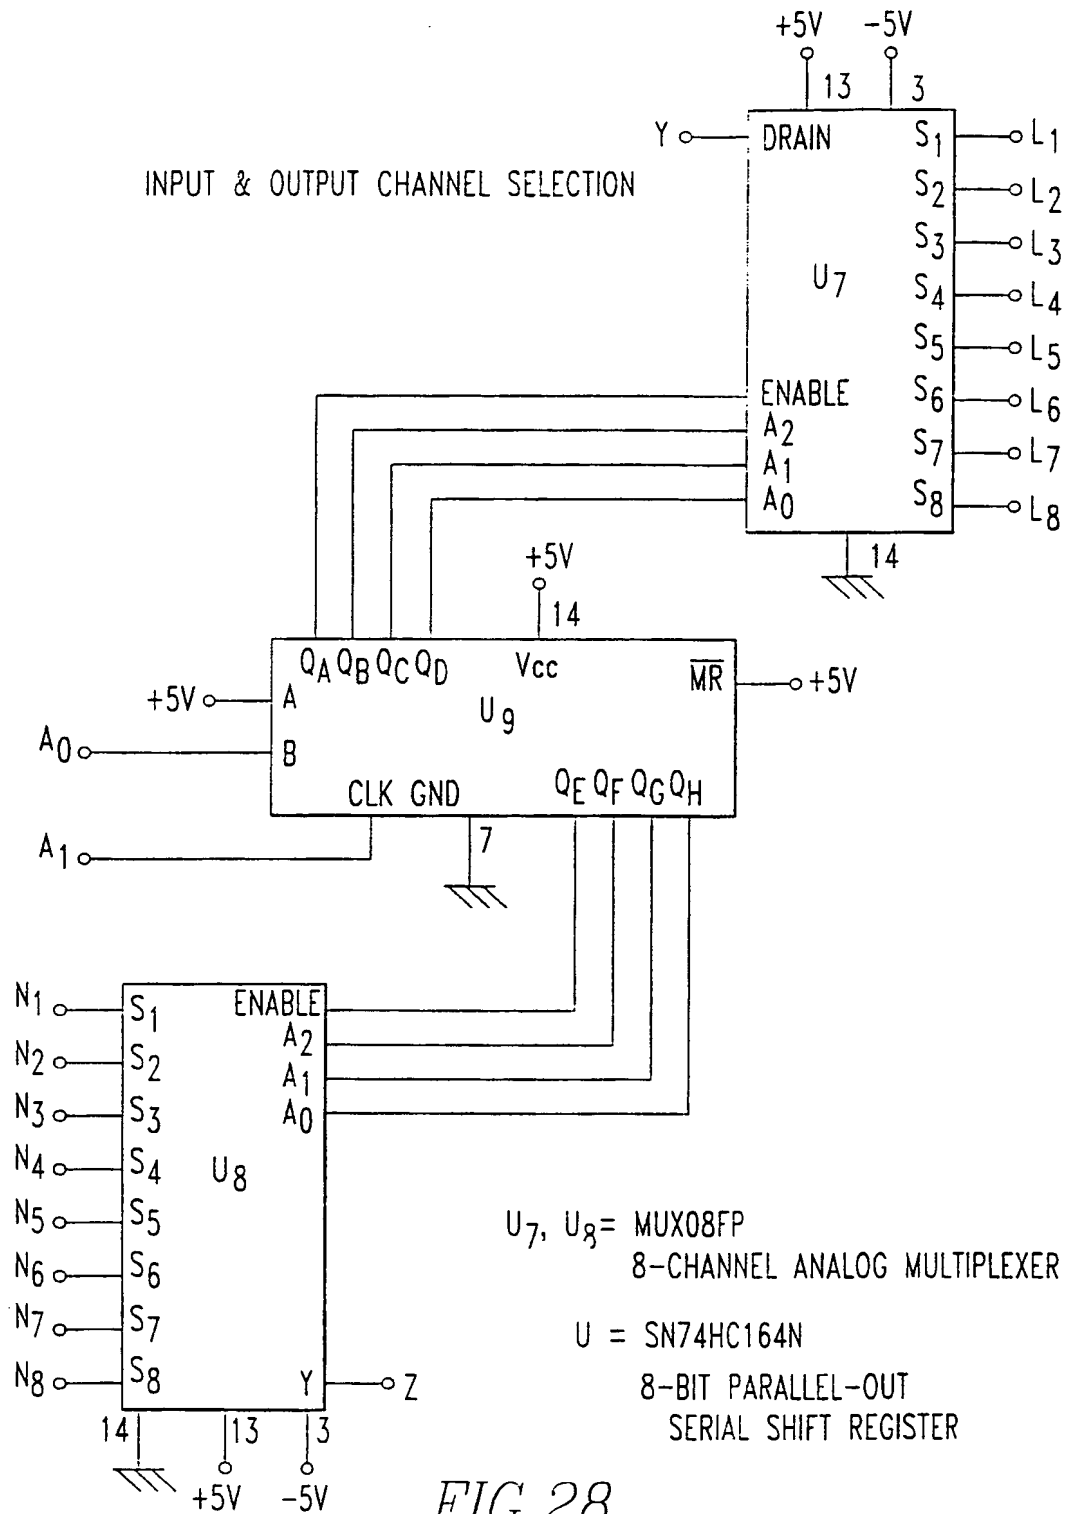 +5V -5V
13 3
Y DRAIN S1 L1
INPUT & OUTPUT CHANNEL SELECTION
S2 L2
S3 L3
U7
S4 L4
S5 L5
ENABLE S6 L6
A2
A1 S7 L7
A0 S8 L8
14
+5V
14
QA QB QC QD Vcc MR +5V
+5V A
U9
A0 B
CLK GND QE QF QG QH
7
A1
N1 S1 ENABLE
N2 S2 A2
A1
N3 S3 A0
N4 S4 U8
N5 S5
N6 S6
N7 S7
N8 S8 Y Z
14 13 3
+5V -5V
U7, U8= MUX08FP
8-CHANNEL ANALOG MULTIPLEXER
U = SN74HC164N
8-BIT PARALLEL-OUT
SERIAL SHIFT REGISTER
FIG. 28